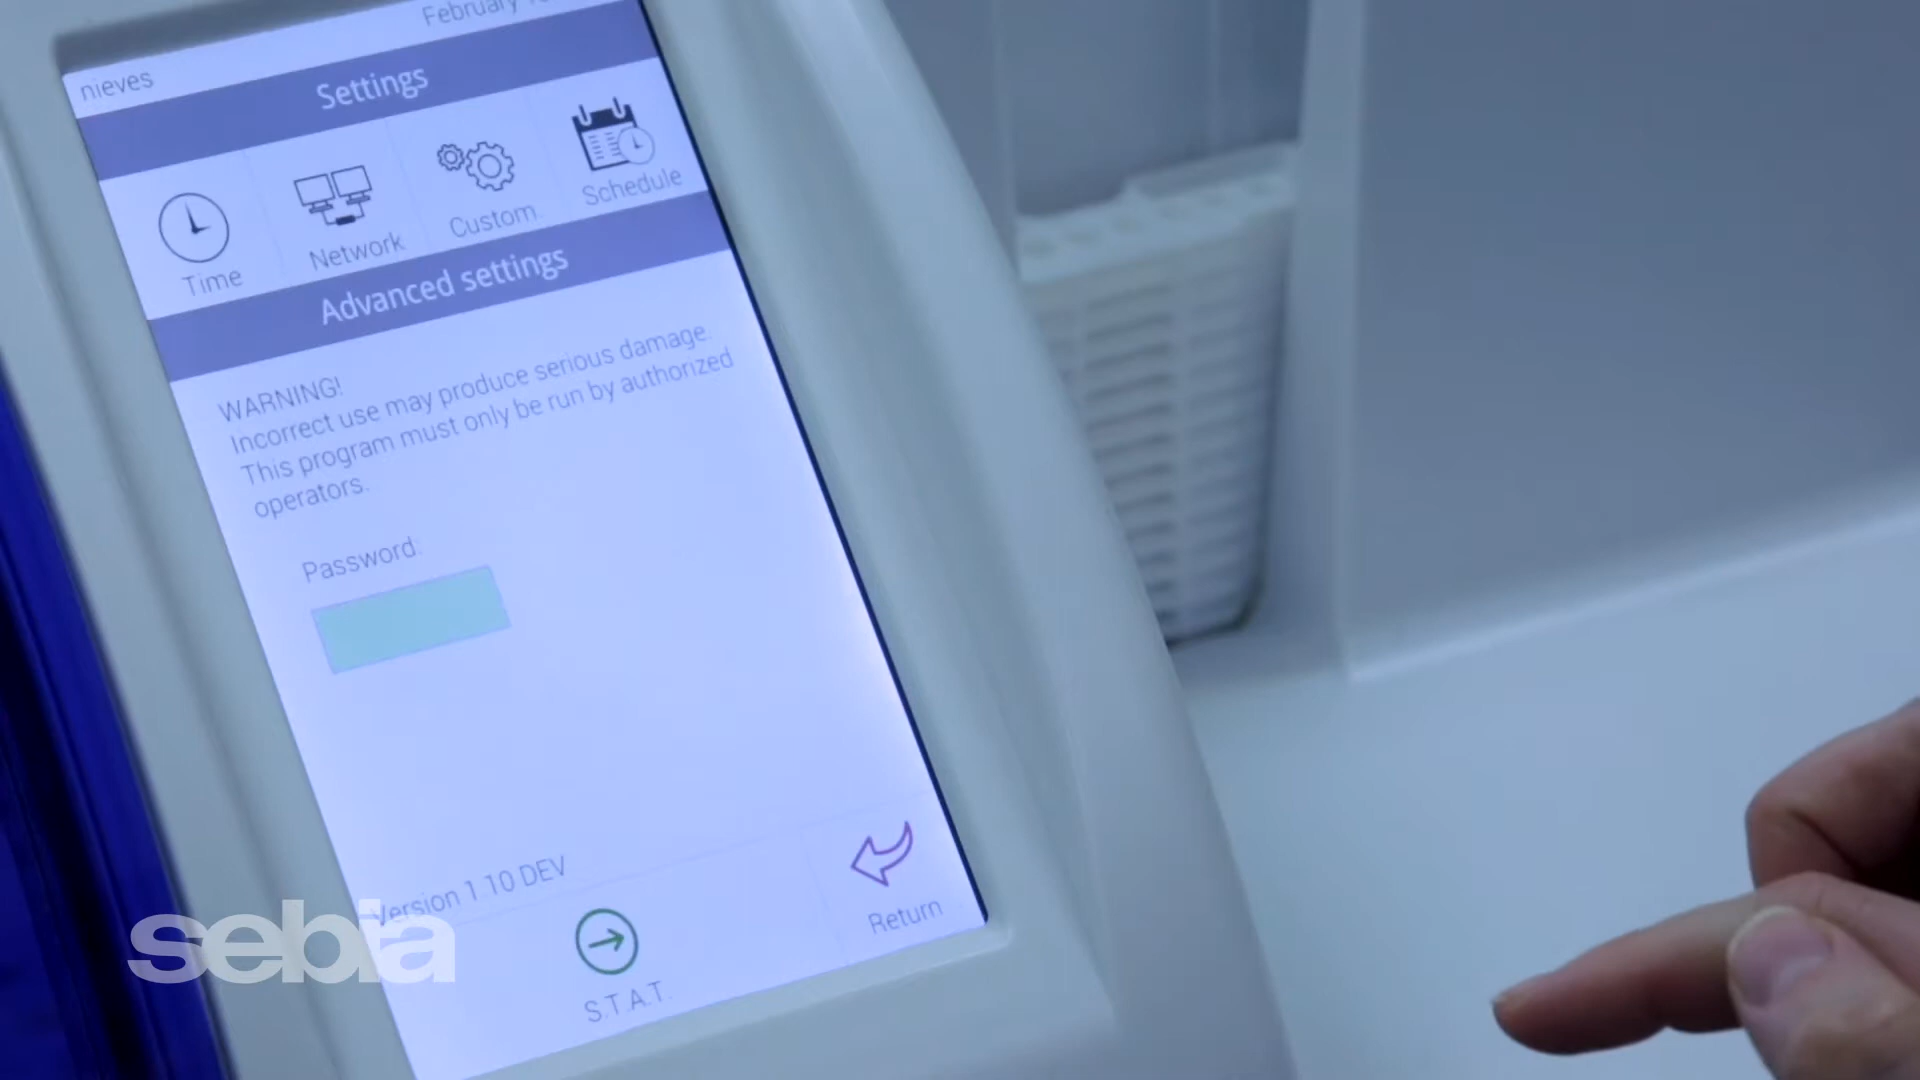 nieves
February
Settings
Time
Network
Custom.
Schedule
Advanced settings
WARNING!
Incorrect use may produce serious damage.
This program must only be run by authorized
operators.
Password:
Version 1.10 DEV
S.T.A.T.
Return
sebia